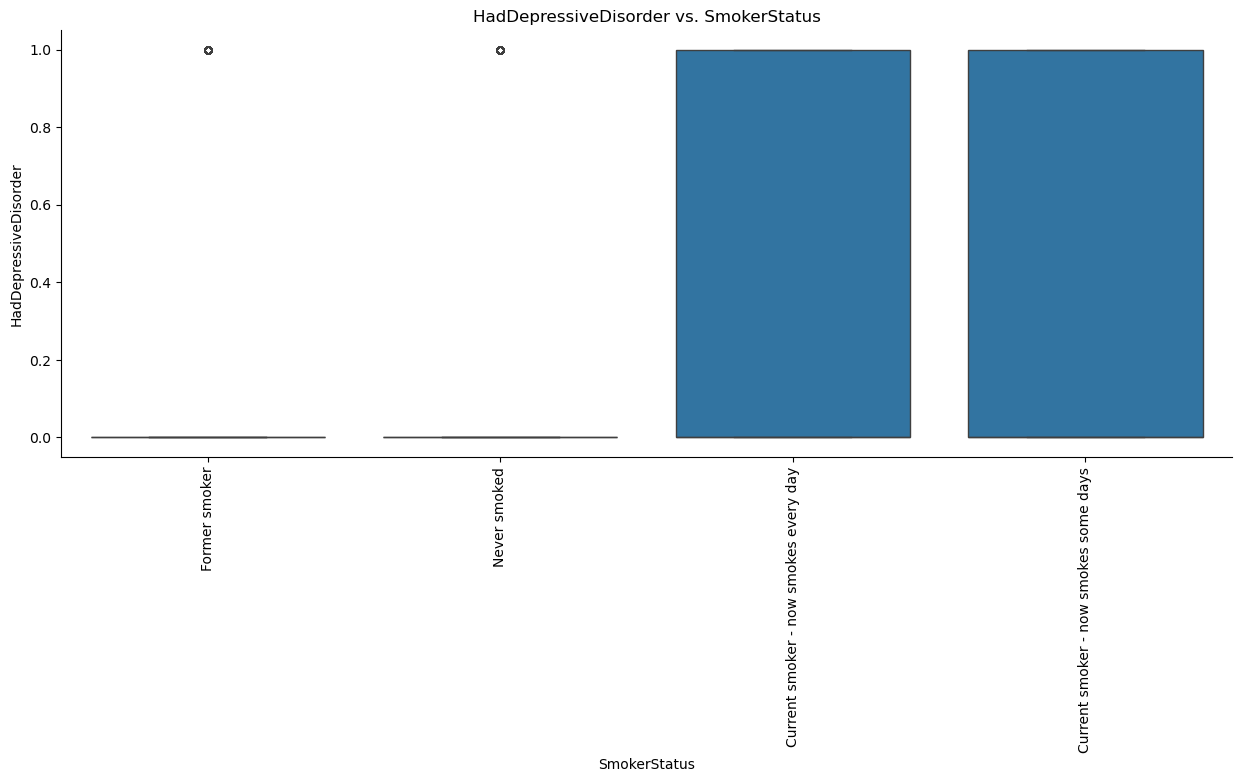 HadDepressiveDisorder vs. SmokerStatus
HadDepressiveDisorder
1.0
0.8
0.6
0.4
0.2
0.0
Former smoker
Never smoked
Current smoker - now smokes every day
Current smoker - now smokes some days
SmokerStatus